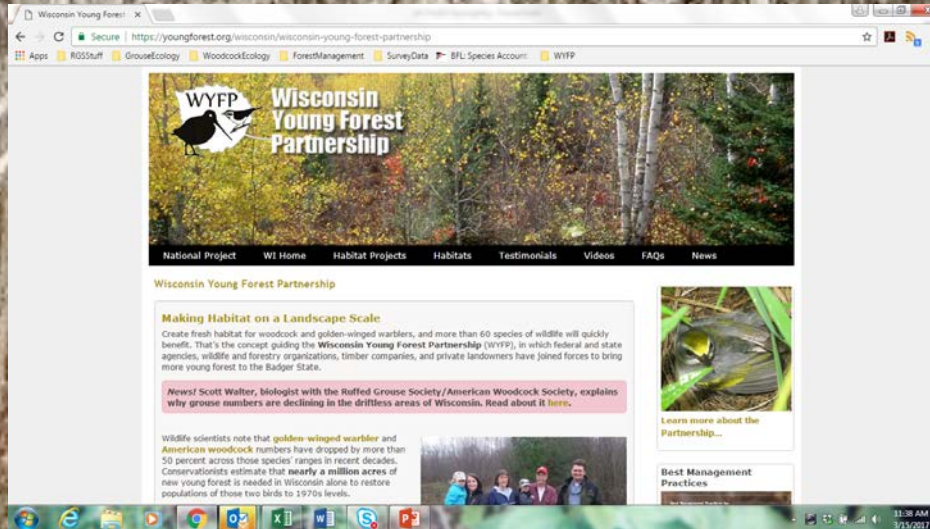 Wisconsin Young Forest
Secure
https://youngforest.org/wisconsin/wisconsin-young-forest-partnership
Apps
RGSStuff
GrouseEcology
WoodcockEcology
ForestManagement
SurveyData
BFL: Species Account
WYFP
WYFP
Wisconsin
Young Forest
Partnership
National Project WI Home Habitat Projects Habitats Testimonials Videos FAQs News
Wisconsin Young Forest Partnership
Making Habitat on a Landscape Scale
Create fresh habitat for woodcock and golden-winged warblers, and more than 60 species of wildlife will quickly
benefit. That's the concept guiding the Wisconsin Young Forest Partnership (WYFP), in which federal and state
agencies, wildlife and forestry organizations, timber companies, and private landowners have joined forces to bring
more young forest to the Badger State.
News! Scott Walter, biologist with the Ruffed Grouse Society/American Woodcock Society, explains
why grouse numbers are declining in the driftless areas of Wisconsin. Read about it here.
Wildlife scientists note that golden-winged warbler and
American woodcock numbers have dropped by more than
50 percent across those species' ranges in recent decades.
Conservationists estimate that nearly a million acres of
new young forest is needed in Wisconsin alone to restore
populations of those two birds to 1970s levels.
Learn more about the
Partnership...
Best Management
Practices
11:38 AM
3/15/2017